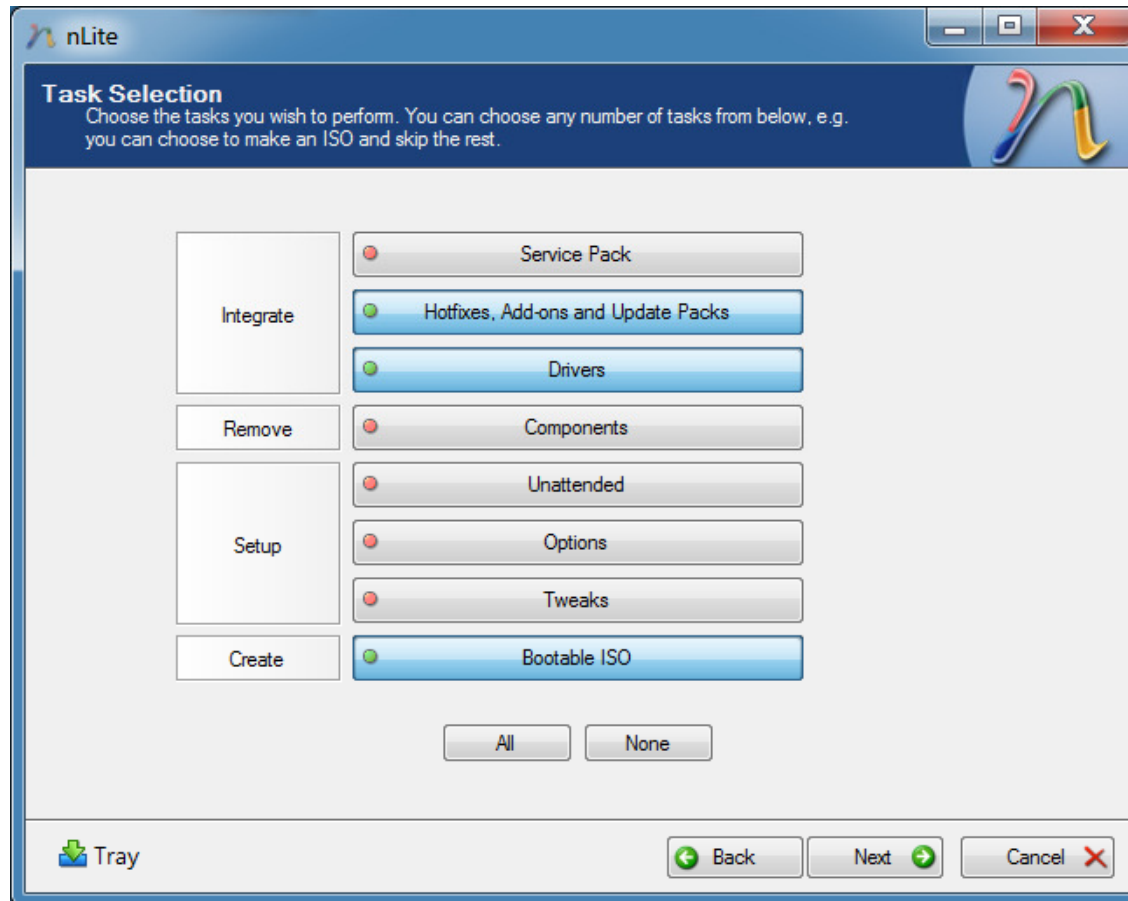 nLite
Task Selection
Choose the tasks you wish to perform. You can choose any number of tasks from below, e.g.
you can choose to make an ISO and skip the rest.
Integrate
Service Pack
Hotfixes, Add-ons and Update Packs
Drivers
Remove
Components
Setup
Unattended
Options
Tweaks
Create
Bootable ISO
All
None
Tray
Back
Next
Cancel